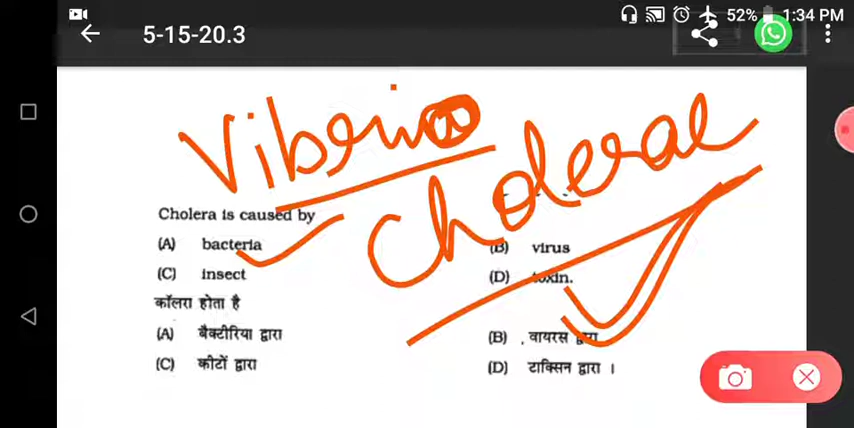 52% 1:34 PM
5-15-20.3
Vibrio
Cholerae
Cholera is caused by
(A) bacteria (B) virus
(C) insect (D) toxin.
कॉलरा होता है
(A) बैक्टीरिया द्वारा (B) वायरस द्वारा
(C) कीटों द्वारा (D) टाक्सिन द्वारा ।